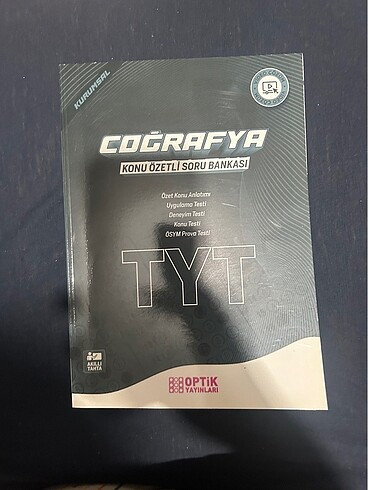 KURUMSAL
COĞRAFYA
KONU ÖZETLİ SORU BANKASI
Özet Konu Anlatımı
Uygulama Testi
Deneyim Testi
Konu Testi
ÖSYM Prova Testi
TYT
AKILLI
TAHTA
OPTİK
YAYINLARI